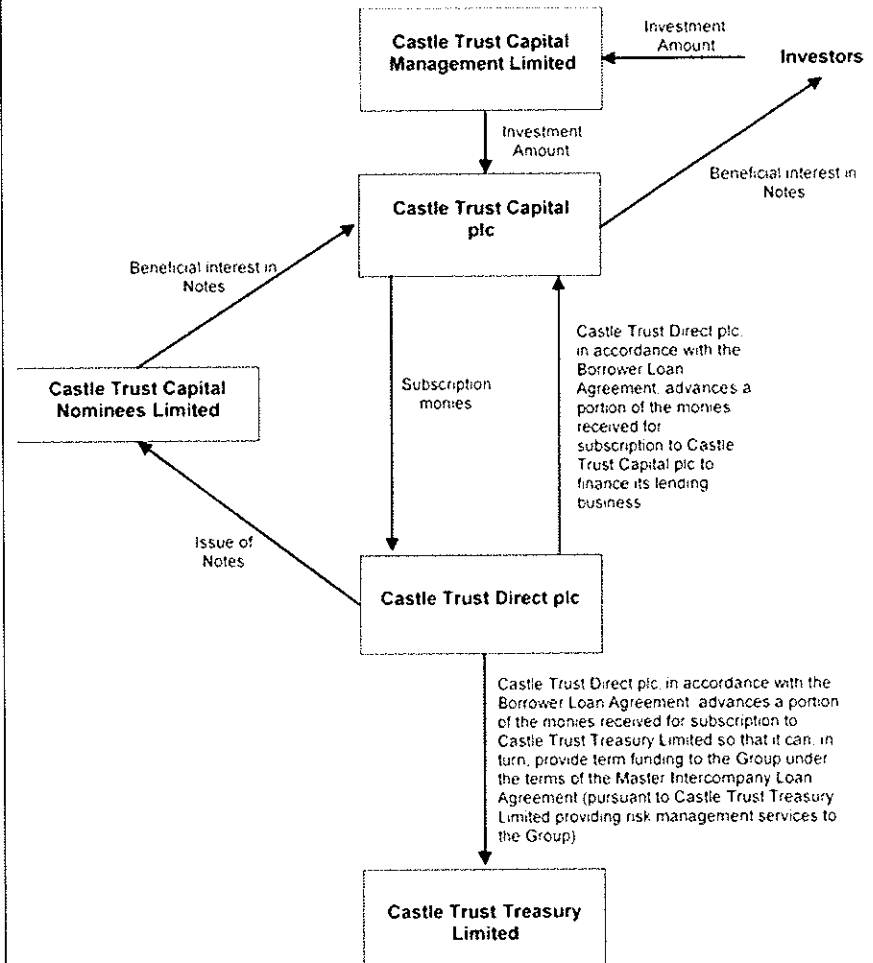 Castle Trust Capital
Management Limited
Investment
Amount
Investors
Investment
Amount
Beneficial interest in
Notes
Castle Trust Capital
plc
Beneficial interest in
Notes
Castle Trust Capital
Nominees Limited
Subscription
monies
Castle Trust Direct plc,
in accordance with the
Borrower Loan
Agreement, advances a
portion of the monies
received for
subscription to Castle
Trust Capital plc to
finance its lending
business
Issue of
Notes
Castle Trust Direct plc
Castle Trust Direct plc, in accordance with the
Borrower Loan Agreement, advances a portion
of the monies received for subscription to
Castle Trust Treasury Limited so that it can, in
turn, provide term funding to the Group under
the terms of the Master Intercompany Loan
Agreement (pursuant to Castle Trust Treasury
Limited providing risk management services to
the Group)
Castle Trust Treasury
Limited